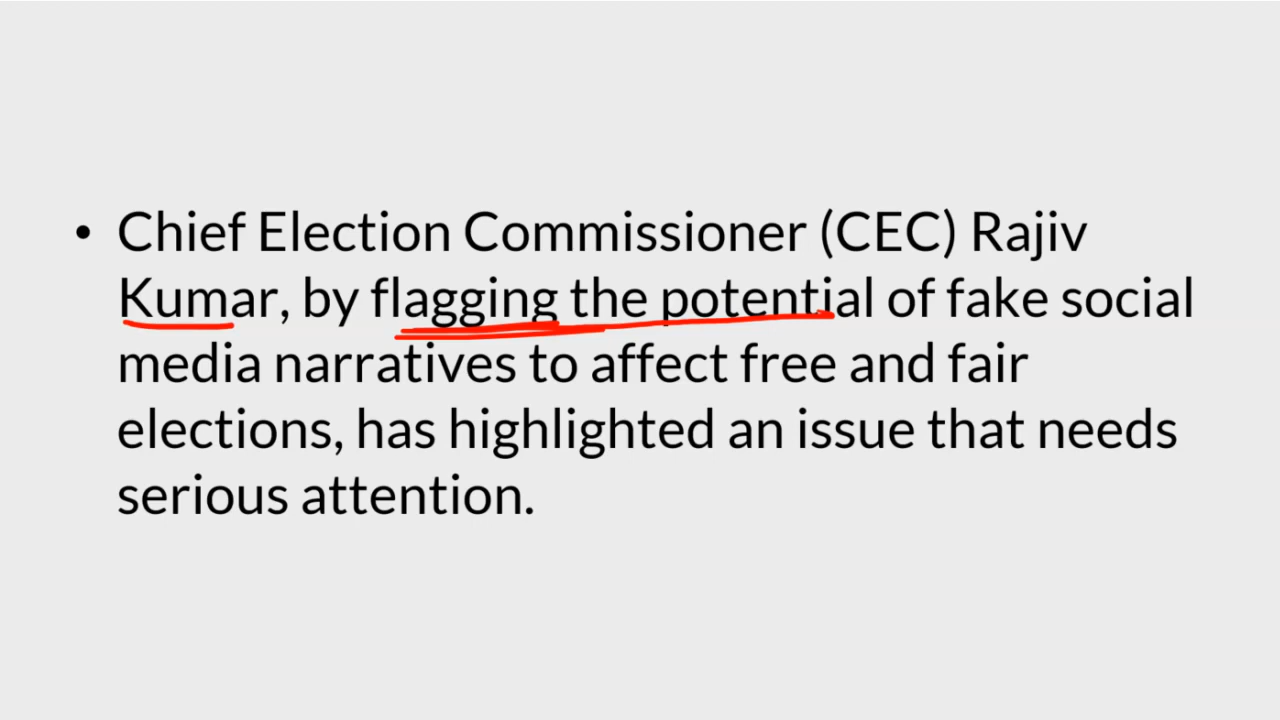 • Chief Election Commissioner (CEC) Rajiv
Kumar, by flagging the potential of fake social
media narratives to affect free and fair
elections, has highlighted an issue that needs
serious attention.